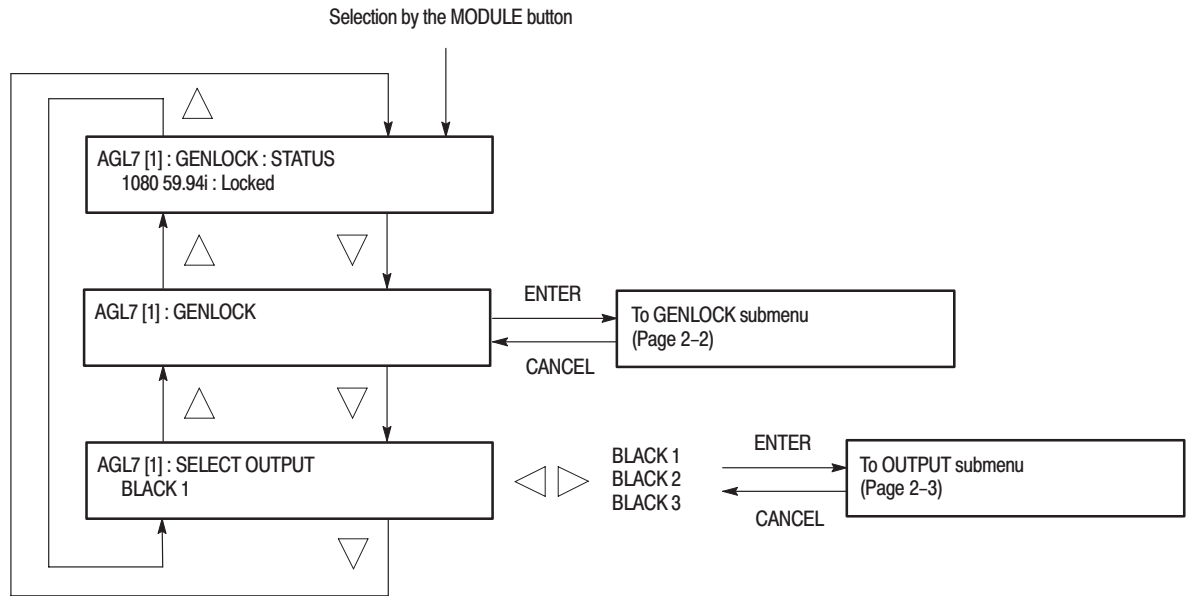 Selection by the MODULE button
AGL7 [1] : GENLOCK : STATUS
1080 59.94i : Locked
AGL7 [1] : GENLOCK
ENTER
CANCEL
To GENLOCK submenu
(Page 2–2)
AGL7 [1] : SELECT OUTPUT
BLACK 1
BLACK 1
BLACK 2
BLACK 3
ENTER
CANCEL
To OUTPUT submenu
(Page 2–3)